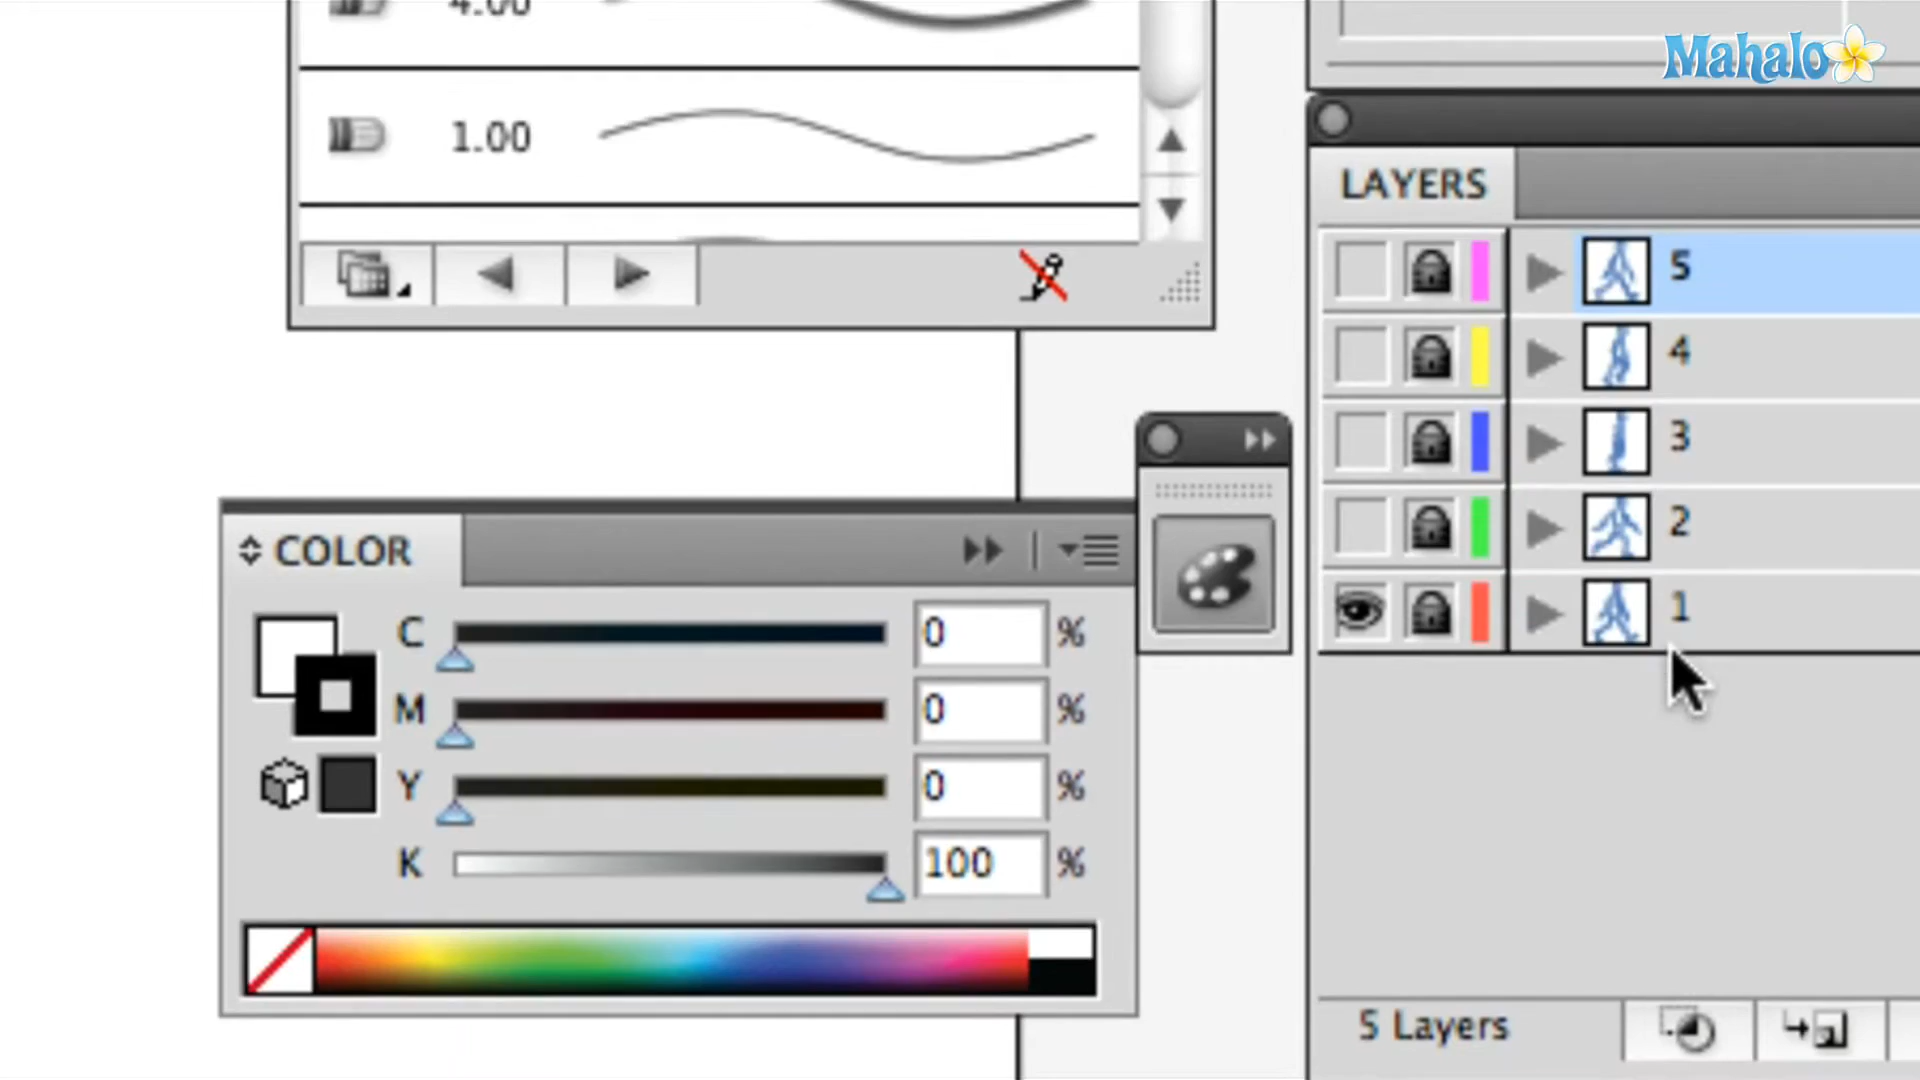 4.00
1.00
Mahalo
LAYERS
5
4
3
2
1
COLOR
C 0 %
M 0 %
Y 0 %
K 100 %
5 Layers